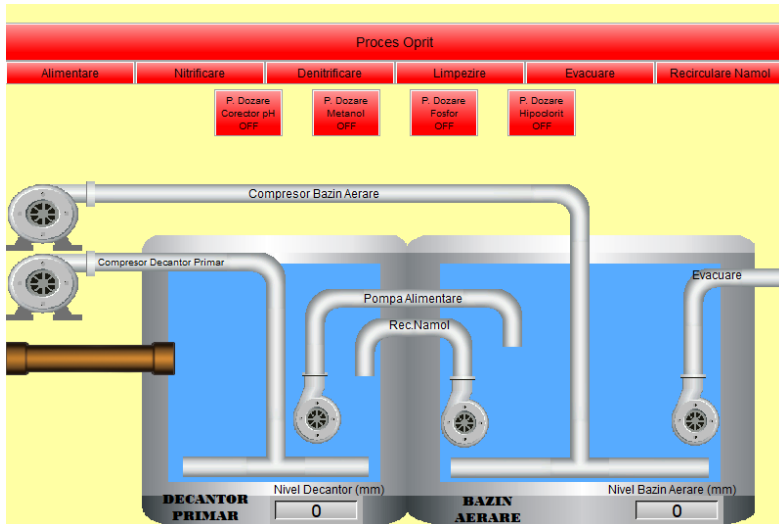 Proces Oprit
Alimentare
Nitrificare
Denitrificare
Limpezire
Evacuare
Recirculare Namol
P. Dozare
Corector pH
OFF
P. Dozare
Metanol
OFF
P. Dozare
Fosfor
OFF
P. Dozare
Hipoclorit
OFF
Compresor Bazin Aerare
Compresor Decantor Primar
Evacuare
Pompa Alimentare
Rec.Namol
Nivel Decantor (mm)
0
DECANTOR
PRIMAR
Nivel Bazin Aerare (mm)
0
BAZIN
AERARE